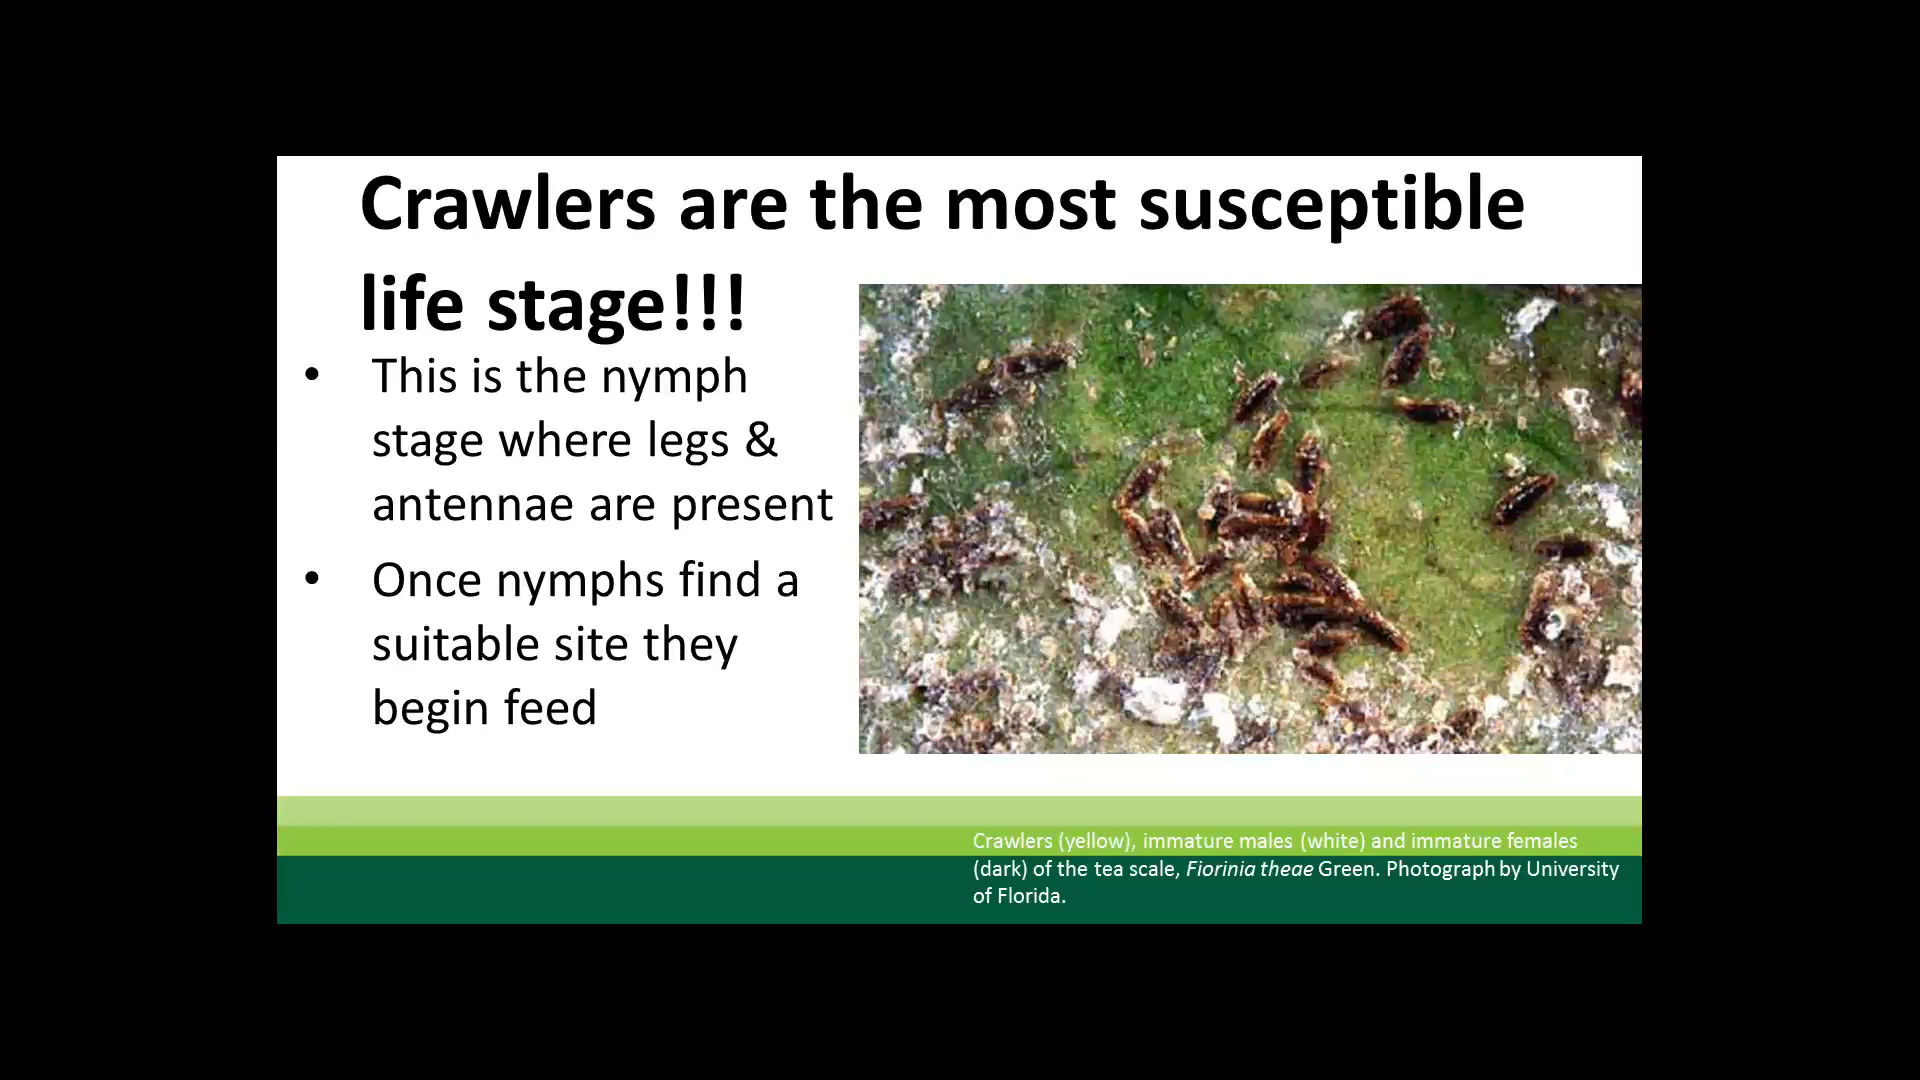 Crawlers are the most susceptible
life stage!!!
• This is the nymph
stage where legs &
antennae are present
• Once nymphs find a
suitable site they
begin feed
Crawlers (yellow), immature males (white) and immature females
(dark) of the tea scale, Fiorinia theae Green. Photograph by University
of Florida.